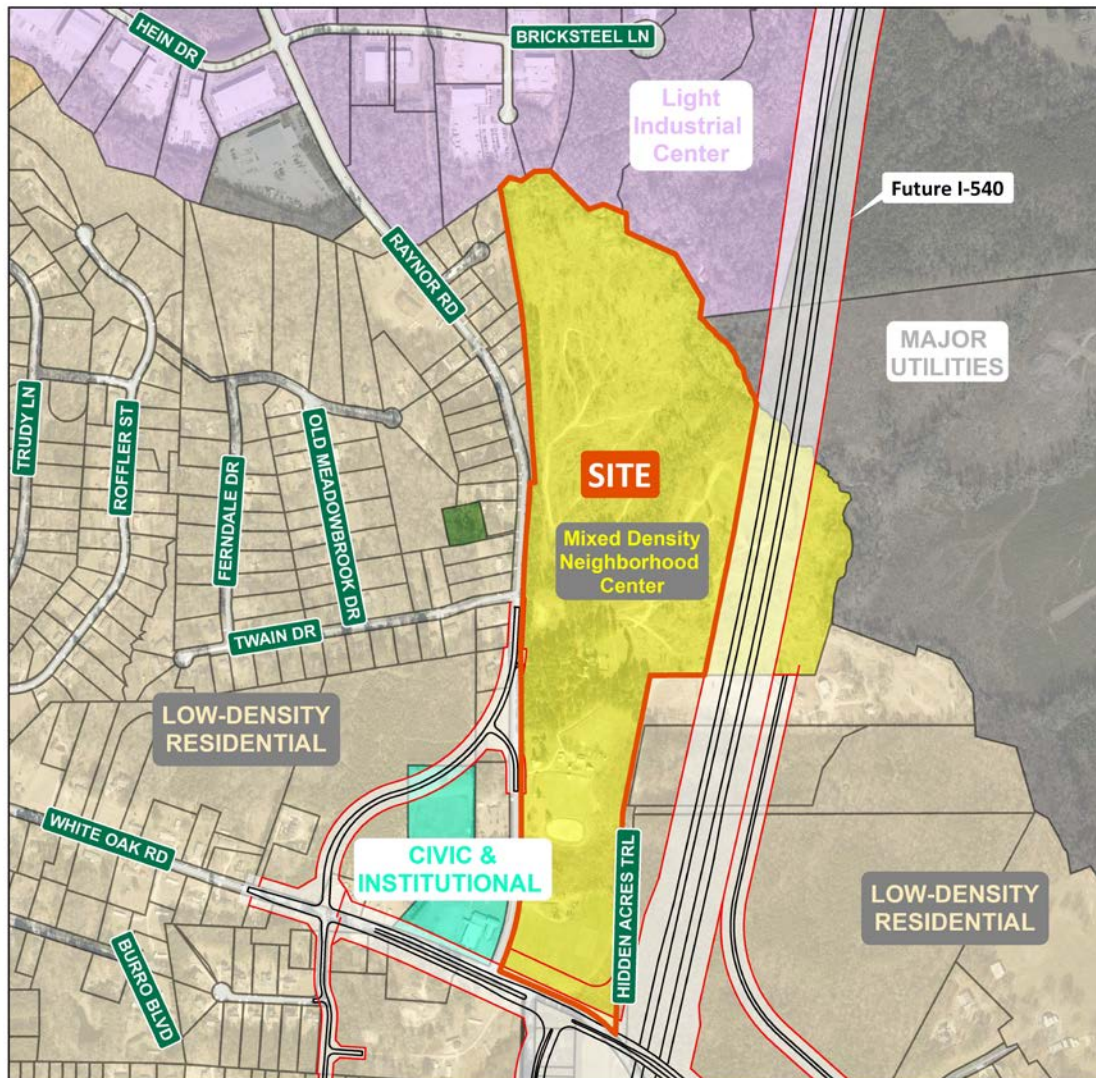 HEIN DR
BRICKSTEEL LN
Light
Industrial
Center
Future I-540
RAYNOR RD
MAJOR
UTILITIES
TRUDY LN
ROFFLER ST
FERNDALE DR
OLD MEADOWBROOK DR
SITE
Mixed Density
Neighborhood
Center
TWAIN DR
LOW-DENSITY
RESIDENTIAL
WHITE OAK RD
CIVIC &
INSTITUTIONAL
HIDDEN ACRES TRL
LOW-DENSITY
RESIDENTIAL
BURRO BLVD